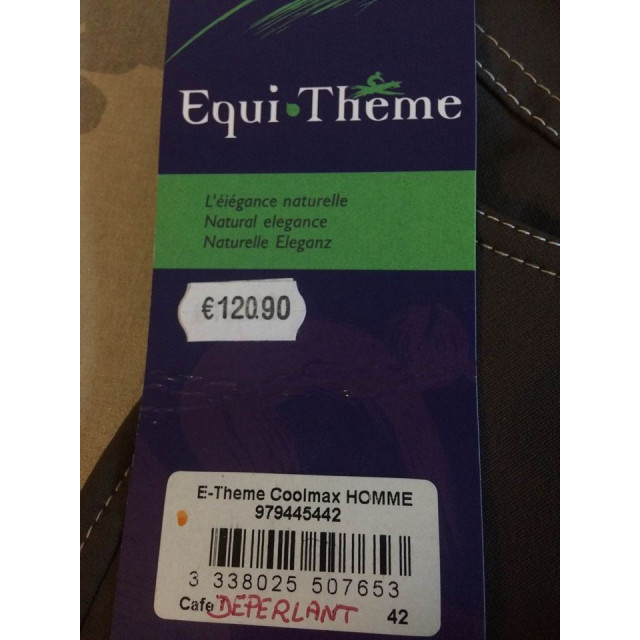 Equi•Thème
L'éiégance naturelle
Natural elegance
Naturelle Eleganz
€120.90
E-Theme Coolmax HOMME
979445442
3 338025 507653
Cafe DEPERLANT 42